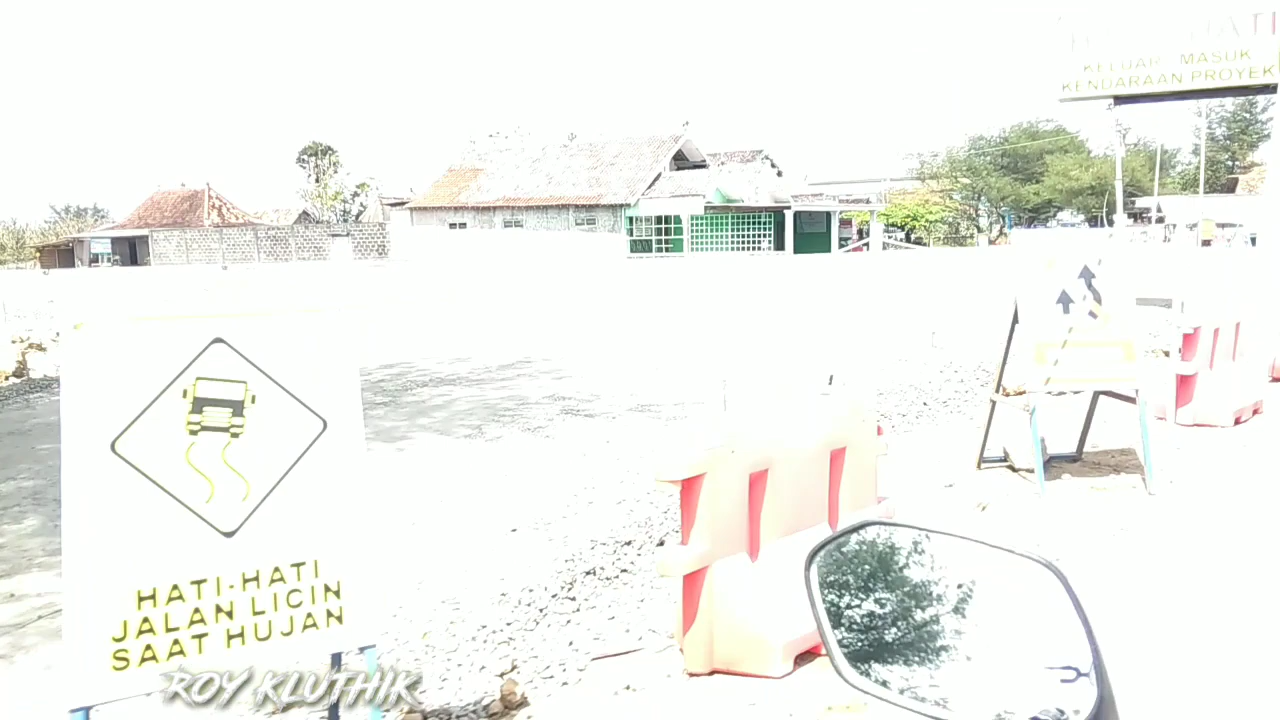 KELUAR MASUK
KENDARAAN PROYEK
HATI-HATI
JALAN LICIN
SAAT HUJAN
ROY KLUTHIK